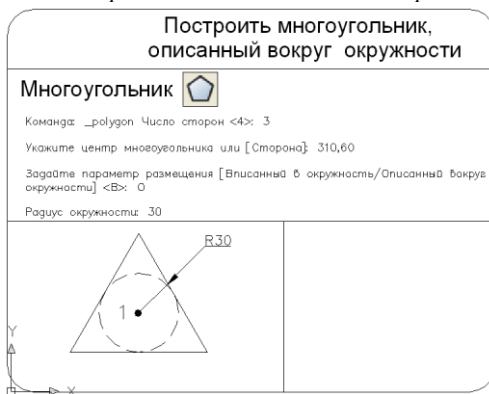 Построить многоугольник,
описанный вокруг окружности
Многоугольник
Команда: _polygon Число сторон <4>: 3
Укажите центр многоугольника или [Сторона]: 310,60
Задайте параметр размещения [Вписанный в окружность/Описанный вокруг
окружности] <В>: О
Радиус окружности: 30
R30
1
Y
X